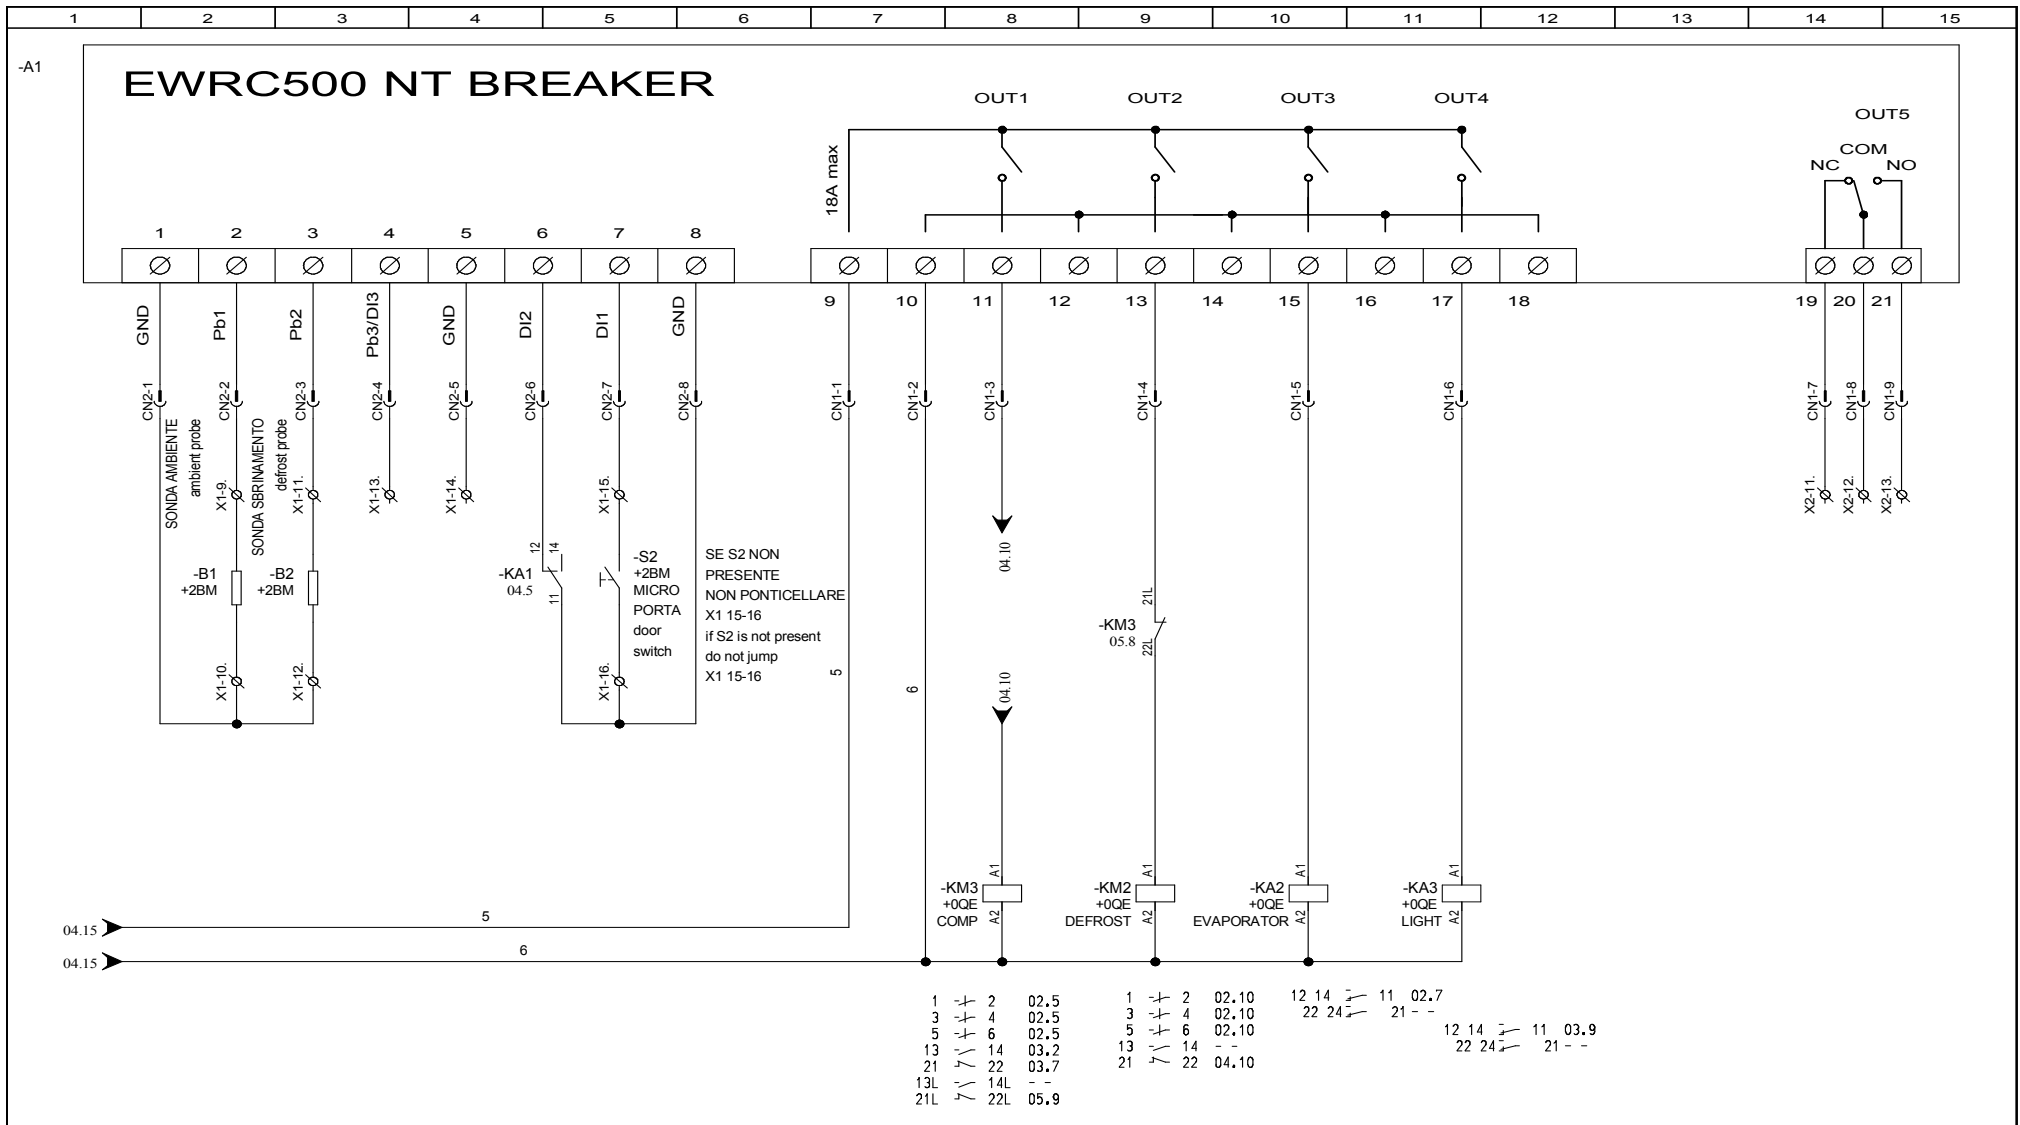 1 2 3 4 5 6 7 8 9 10 11 12 13 14 15
-A1
EWRC500 NT BREAKER
OUT1 OUT2 OUT3 OUT4
OUT5
COM
NC NO
18A max
1 2 3 4 5 6 7 8
9 10 11 12 13 14 15 16 17 18 19 20 21
GND Pb1 Pb2 Pb3/DI3 GND DI2 DI1 GND
CN2-1 CN2-2 CN2-3 CN2-4 CN2-5 CN2-6 CN2-7 CN2-8 CN1-1 CN1-2 CN1-3 CN1-4 CN1-5 CN1-6 CN1-7 CN1-8 CN1-9
SONDA AMBIENTE
ambient probe
SONDA SBRINAMENTO
defrost probe
X1-9. X1-11. X1-13. X1-14. X1-15. X2-11. X2-12. X2-13.
-B1
+2BM
-B2
+2BM
12 14
-KA1
04.5
11
-S2
+2BM
MICRO
PORTA
door
switch
SE S2 NON
PRESENTE
NON PONTICELLARE
X1 15-16
if S2 is not present
do not jump
X1 15-16
X1-10. X1-12. X1-16.
04.10
04.10
21L
-KM3
05.8
22L
5
6
-KM3
+0QE
COMP
A1
A2
-KM2
+0QE
DEFROST
A1
A2
-KA2
+0QE
EVAPORATOR
A1
A2
-KA3
+0QE
LIGHT
A1
A2
04.15 5
04.15 6
1 2 02.5
3 4 02.5
5 6 02.5
13 14 03.2
21 22 03.7
13L 14L - -
21L 22L 05.9
1 2 02.10
3 4 02.10
5 6 02.10
13 14 - -
21 22 04.10
12 14 11 02.7
22 24 21 - -
12 14 11 03.9
22 24 21 - -